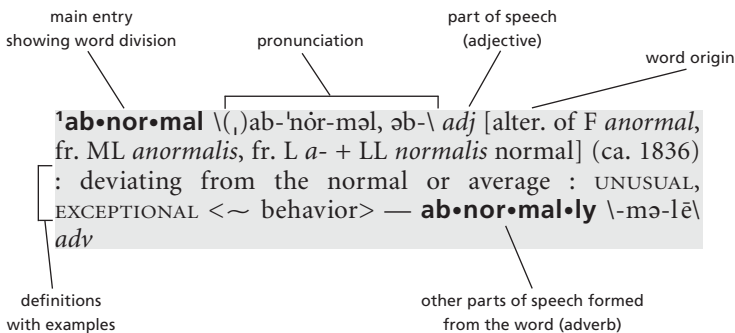 main entry
showing word division
pronunciation
part of speech
(adjective)
word origin
¹ab•nor•mal \(ˌ)ab-ˈnȯr-məl, əb-\ adj [alter. of F anormal,
fr. ML anormalis, fr. L a- + LL normalis normal] (ca. 1836)
: deviating from the normal or average : UNUSUAL,
EXCEPTIONAL <~ behavior> — ab•nor•mal•ly \-mə-lē\
adv
definitions
with examples
other parts of speech formed
from the word (adverb)